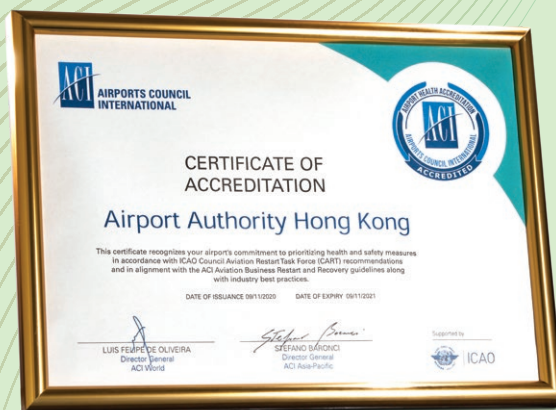 ACI AIRPORTS COUNCIL
INTERNATIONAL
AIRPORT HEALTH ACCREDITATION
ACI
AIRPORTS COUNCIL INTERNATIONAL
ACCREDITED
CERTIFICATE OF
ACCREDITATION
Airport Authority Hong Kong
This certificate recognizes your airport's commitment to prioritizing health and safety measures
in accordance with ICAO Council Aviation Restart Task Force (CART) recommendations
and in alignment with the ACI Aviation Business Restart and Recovery guidelines along
with industry best practices.
DATE OF ISSUANCE 09/11/2020 DATE OF EXPIRY 09/11/2021
Supported by
LUIS FELIPE DE OLIVEIRA
Director General
ACI World
STEFANO BARONCI
Director General
ACI Asia-Pacific
ICAO